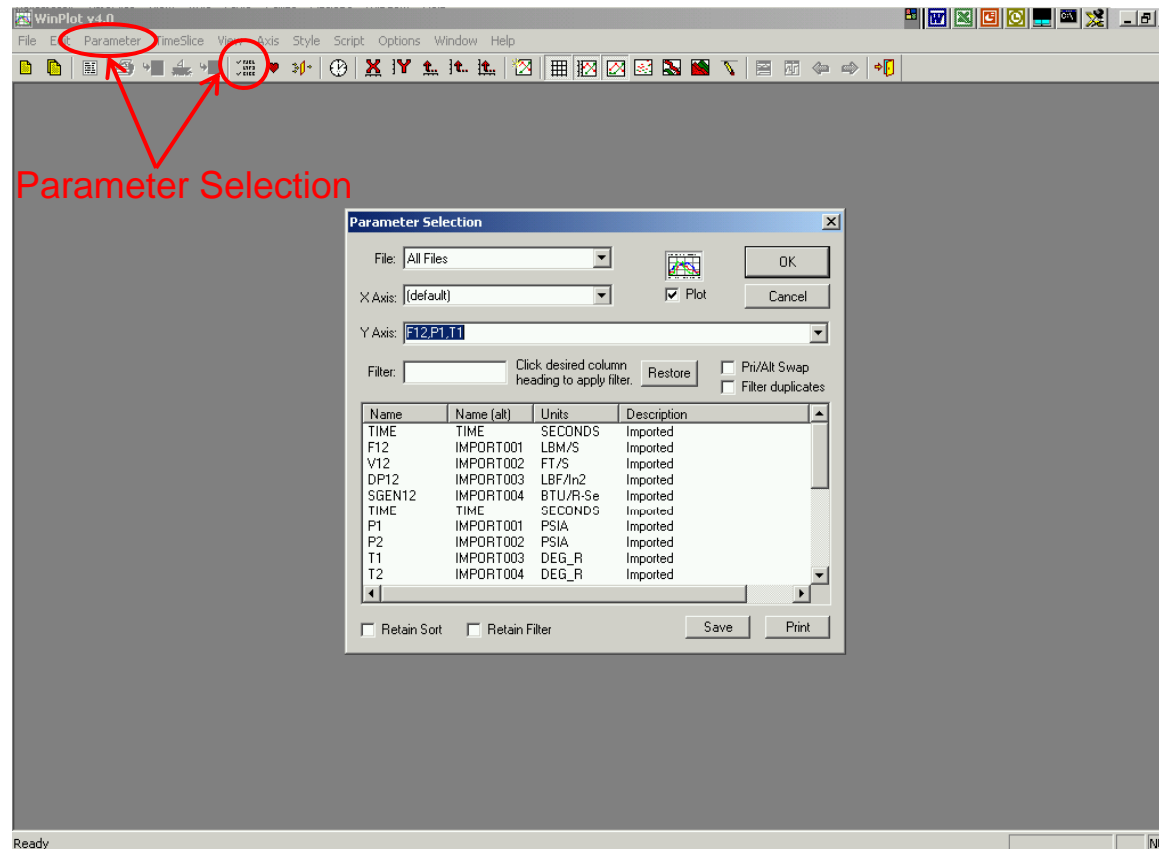 WinPlot v4.0
File Edit Parameter TimeSlice View Axis Style Script Options Window Help
Parameter Selection
Parameter Selection
File: All Files
OK
X Axis: (default)
Plot
Cancel
Y Axis: F12,P1,T1
Filter:
Click desired column
heading to apply filter.
Restore
Pri/Alt Swap
Filter duplicates
Name Name (alt) Units Description
TIME TIME SECONDS Imported
F12 IMPORT001 LBM/S Imported
V12 IMPORT002 FT/S Imported
DP12 IMPORT003 LBF/In2 Imported
SGEN12 IMPORT004 BTU/R-Se Imported
TIME TIME SECONDS Imported
P1 IMPORT001 PSIA Imported
P2 IMPORT002 PSIA Imported
T1 IMPORT003 DEG_R Imported
T2 IMPORT004 DEG_R Imported
Retain Sort Retain Filter Save Print
Ready